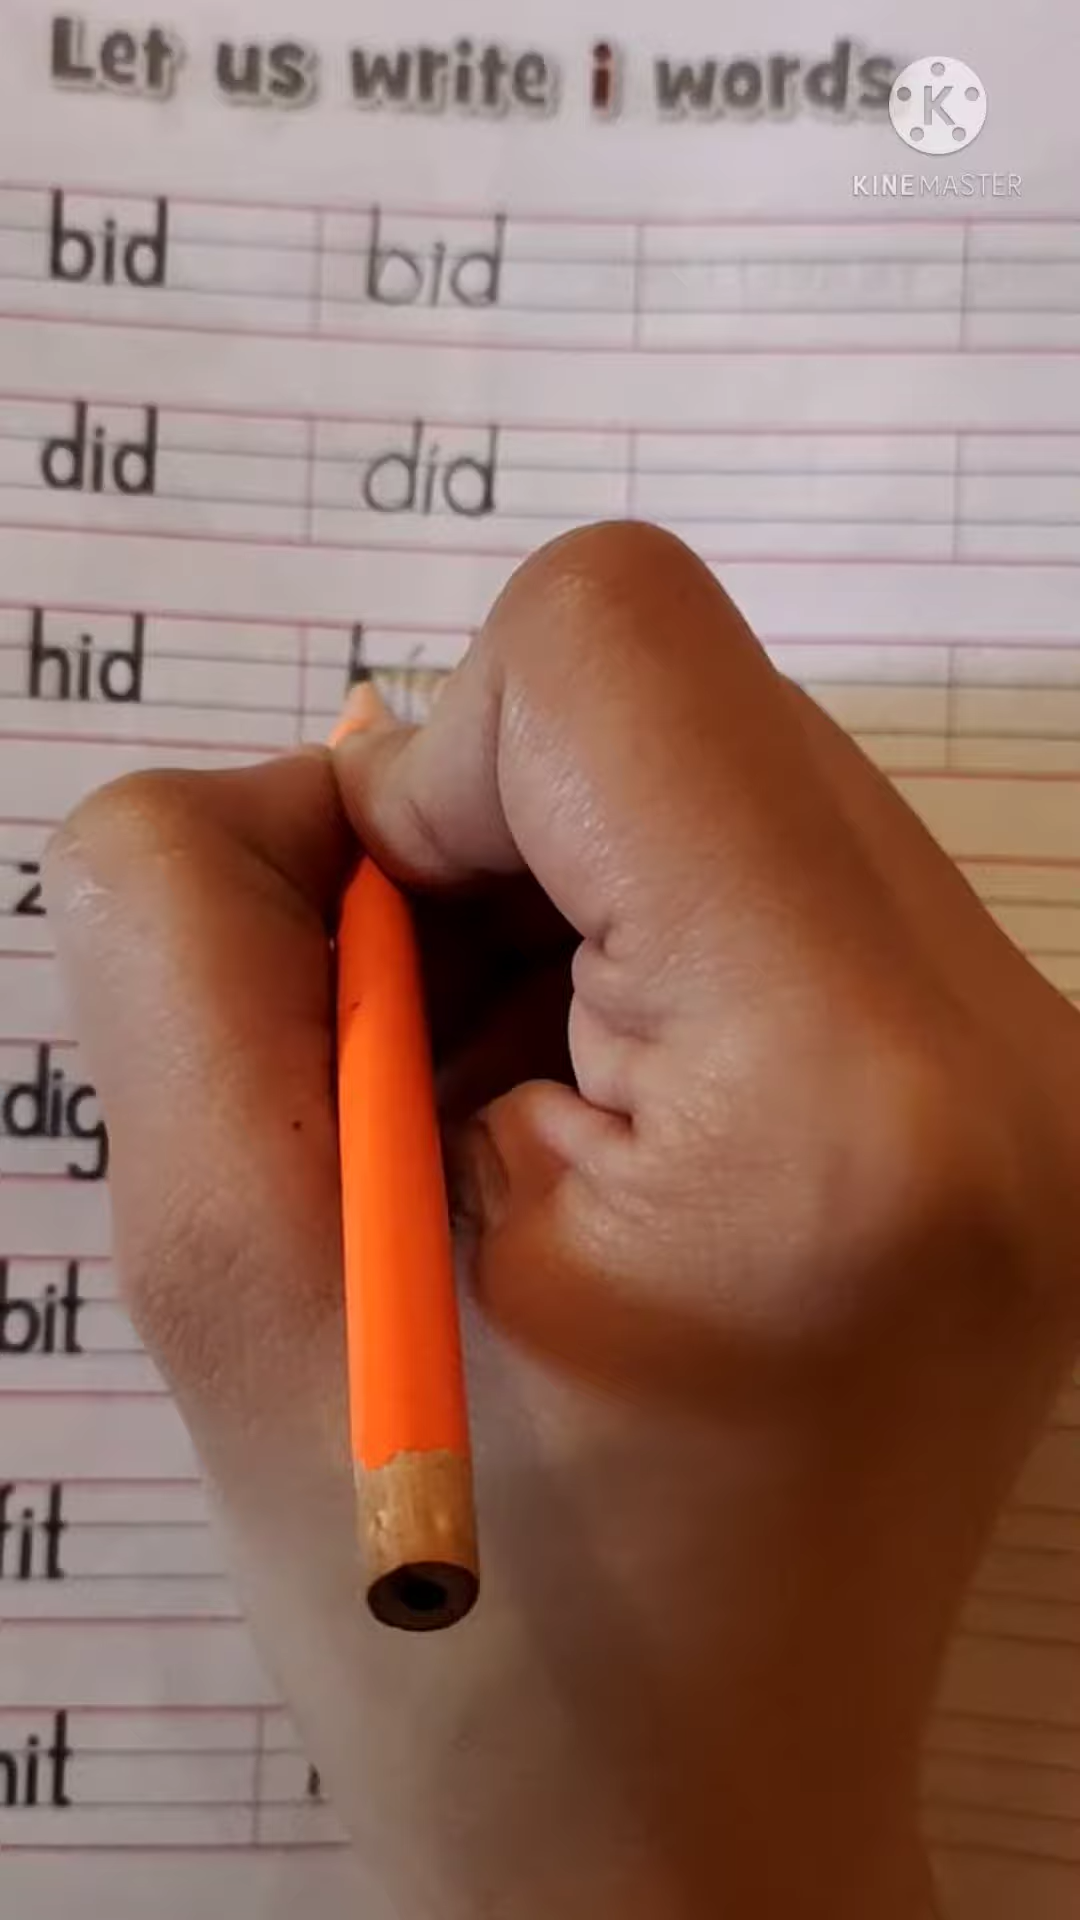 Let us write i words
KINEMASTER
bid bid
did did
hid
dig
bit
fit